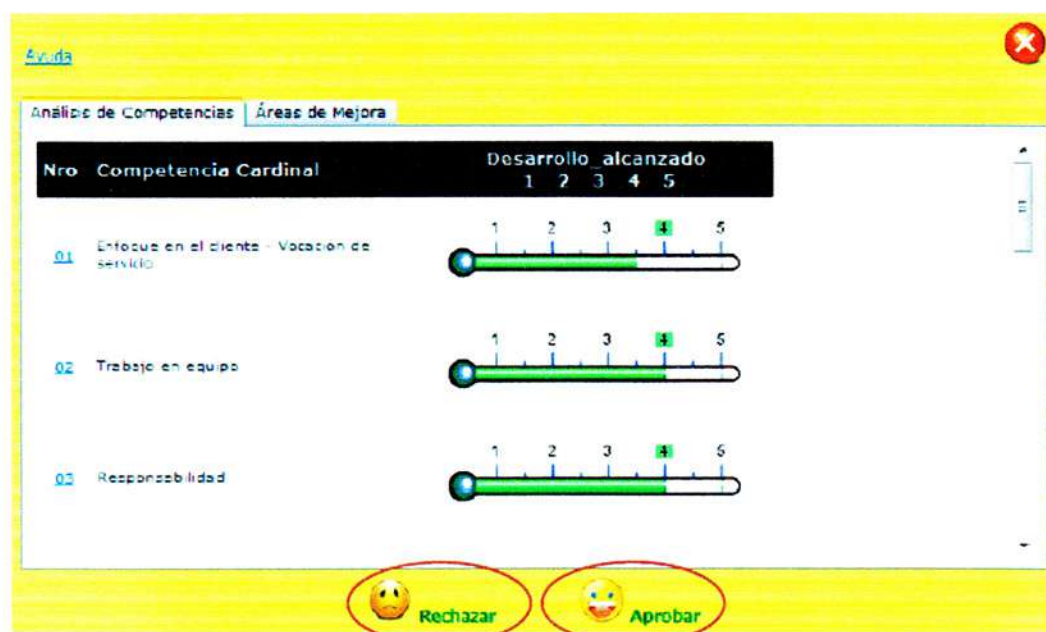 Ayuda
Análisis de Competencias Áreas de Mejora
Nro Competencia Cardinal Desarrollo_alcanzado
1 2 3 4 5
1 2 3 4 5
01 Enfoque en el cliente - Vocacion de
servicio
1 2 3 4 5
02 Trabajo en equipo
1 2 3 4 5
03 Responsabilidad
Rechazar Aprobar